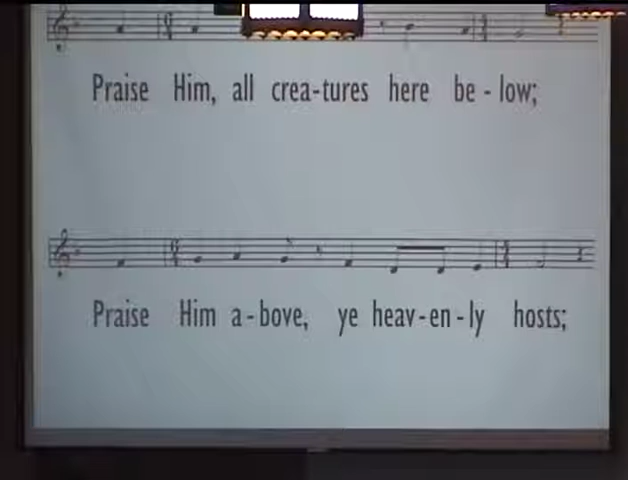 Praise Him, all crea-tures here be - low;
Praise Him a-bove, ye heav-en-ly hosts;